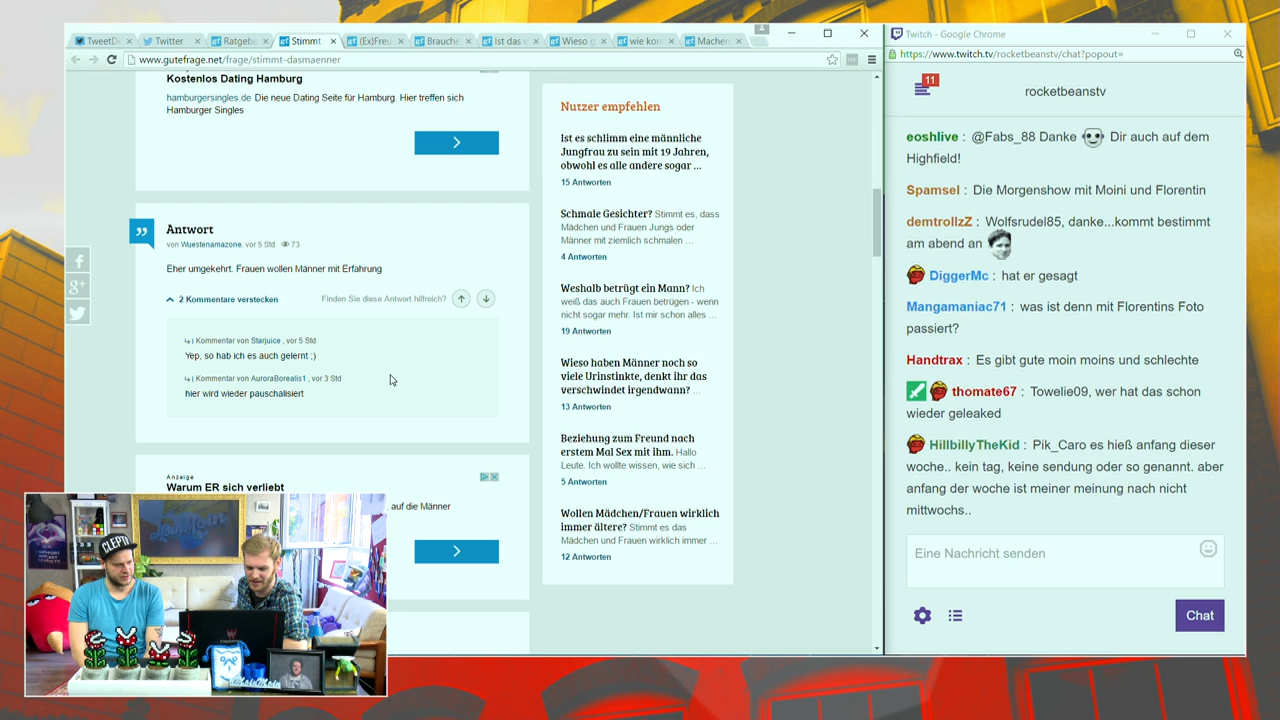 TweetD
Twitter
Ratgeb
Stimmt
(Ex)Freu
Brauche
Ist das e
Wieso g
wie kon
Machen
www.gutefrage.net/frage/stimmt-dasmaenner
Kostenlos Dating Hamburg
hamburgersingles.de Die neue Dating Seite für Hamburg. Hier treffen sich
Hamburger Singles
Antwort
von Wuestenamazone, vor 5 Std 73
Eher umgekehrt. Frauen wollen Männer mit Erfahrung
2 Kommentare verstecken
Finden Sie diese Antwort hilfreich?
Kommentar von Starjuice , vor 5 Std
Yep, so hab ich es auch gelernt ;)
Kommentar von AuroraBorealis1 , vor 3 Std
hier wird wieder pauschalisiert
Anzeige
Warum ER sich verliebt
auf die Männer
Nutzer empfehlen
Ist es schlimm eine männliche
Jungfrau zu sein mit 19 Jahren,
obwohl es alle andere sogar ...
15 Antworten
Schmale Gesichter? Stimmt es, dass
Mädchen und Frauen Jungs oder
Männer mit ziemlich schmalen ...
4 Antworten
Weshalb betrügt ein Mann? Ich
weiß das auch Frauen betrügen - wenn
nicht sogar mehr. Ist mir schon alles ...
19 Antworten
Wieso haben Männer noch so
viele Urinstinkte, denkt ihr das
verschwindet irgendwann? ...
13 Antworten
Beziehung zum Freund nach
erstem Mal Sex mit ihm. Hallo
Leute. Ich wollte wissen, wie sich ...
5 Antworten
Wollen Mädchen/Frauen wirklich
immer ältere? Stimmt es das
Mädchen und Frauen wirklich immer ...
12 Antworten
Twitch - Google Chrome
https://www.twitch.tv/rocketbeanstv/chat?popout=
11
rocketbeanstv
eoshlive : @Fabs_88 Danke Dir auch auf dem
Highfield!
Spamsel : Die Morgenshow mit Moini und Florentin
demtrollzZ : Wolfsrudel85, danke...kommt bestimmt
am abend an
DiggerMc : hat er gesagt
Mangamaniac71 : was ist denn mit Florentins Foto
passiert?
Handtrax : Es gibt gute moin moins und schlechte
thomate67 : Towelie09, wer hat das schon
wieder geleaked
HillbillyTheKid : Pik_Caro es hieß anfang dieser
woche.. kein tag, keine sendung oder so genannt. aber
anfang der woche ist meiner meinung nach nicht
mittwochs..
Eine Nachricht senden
Chat
CLEPT
MoinMoin
#MoinMoin